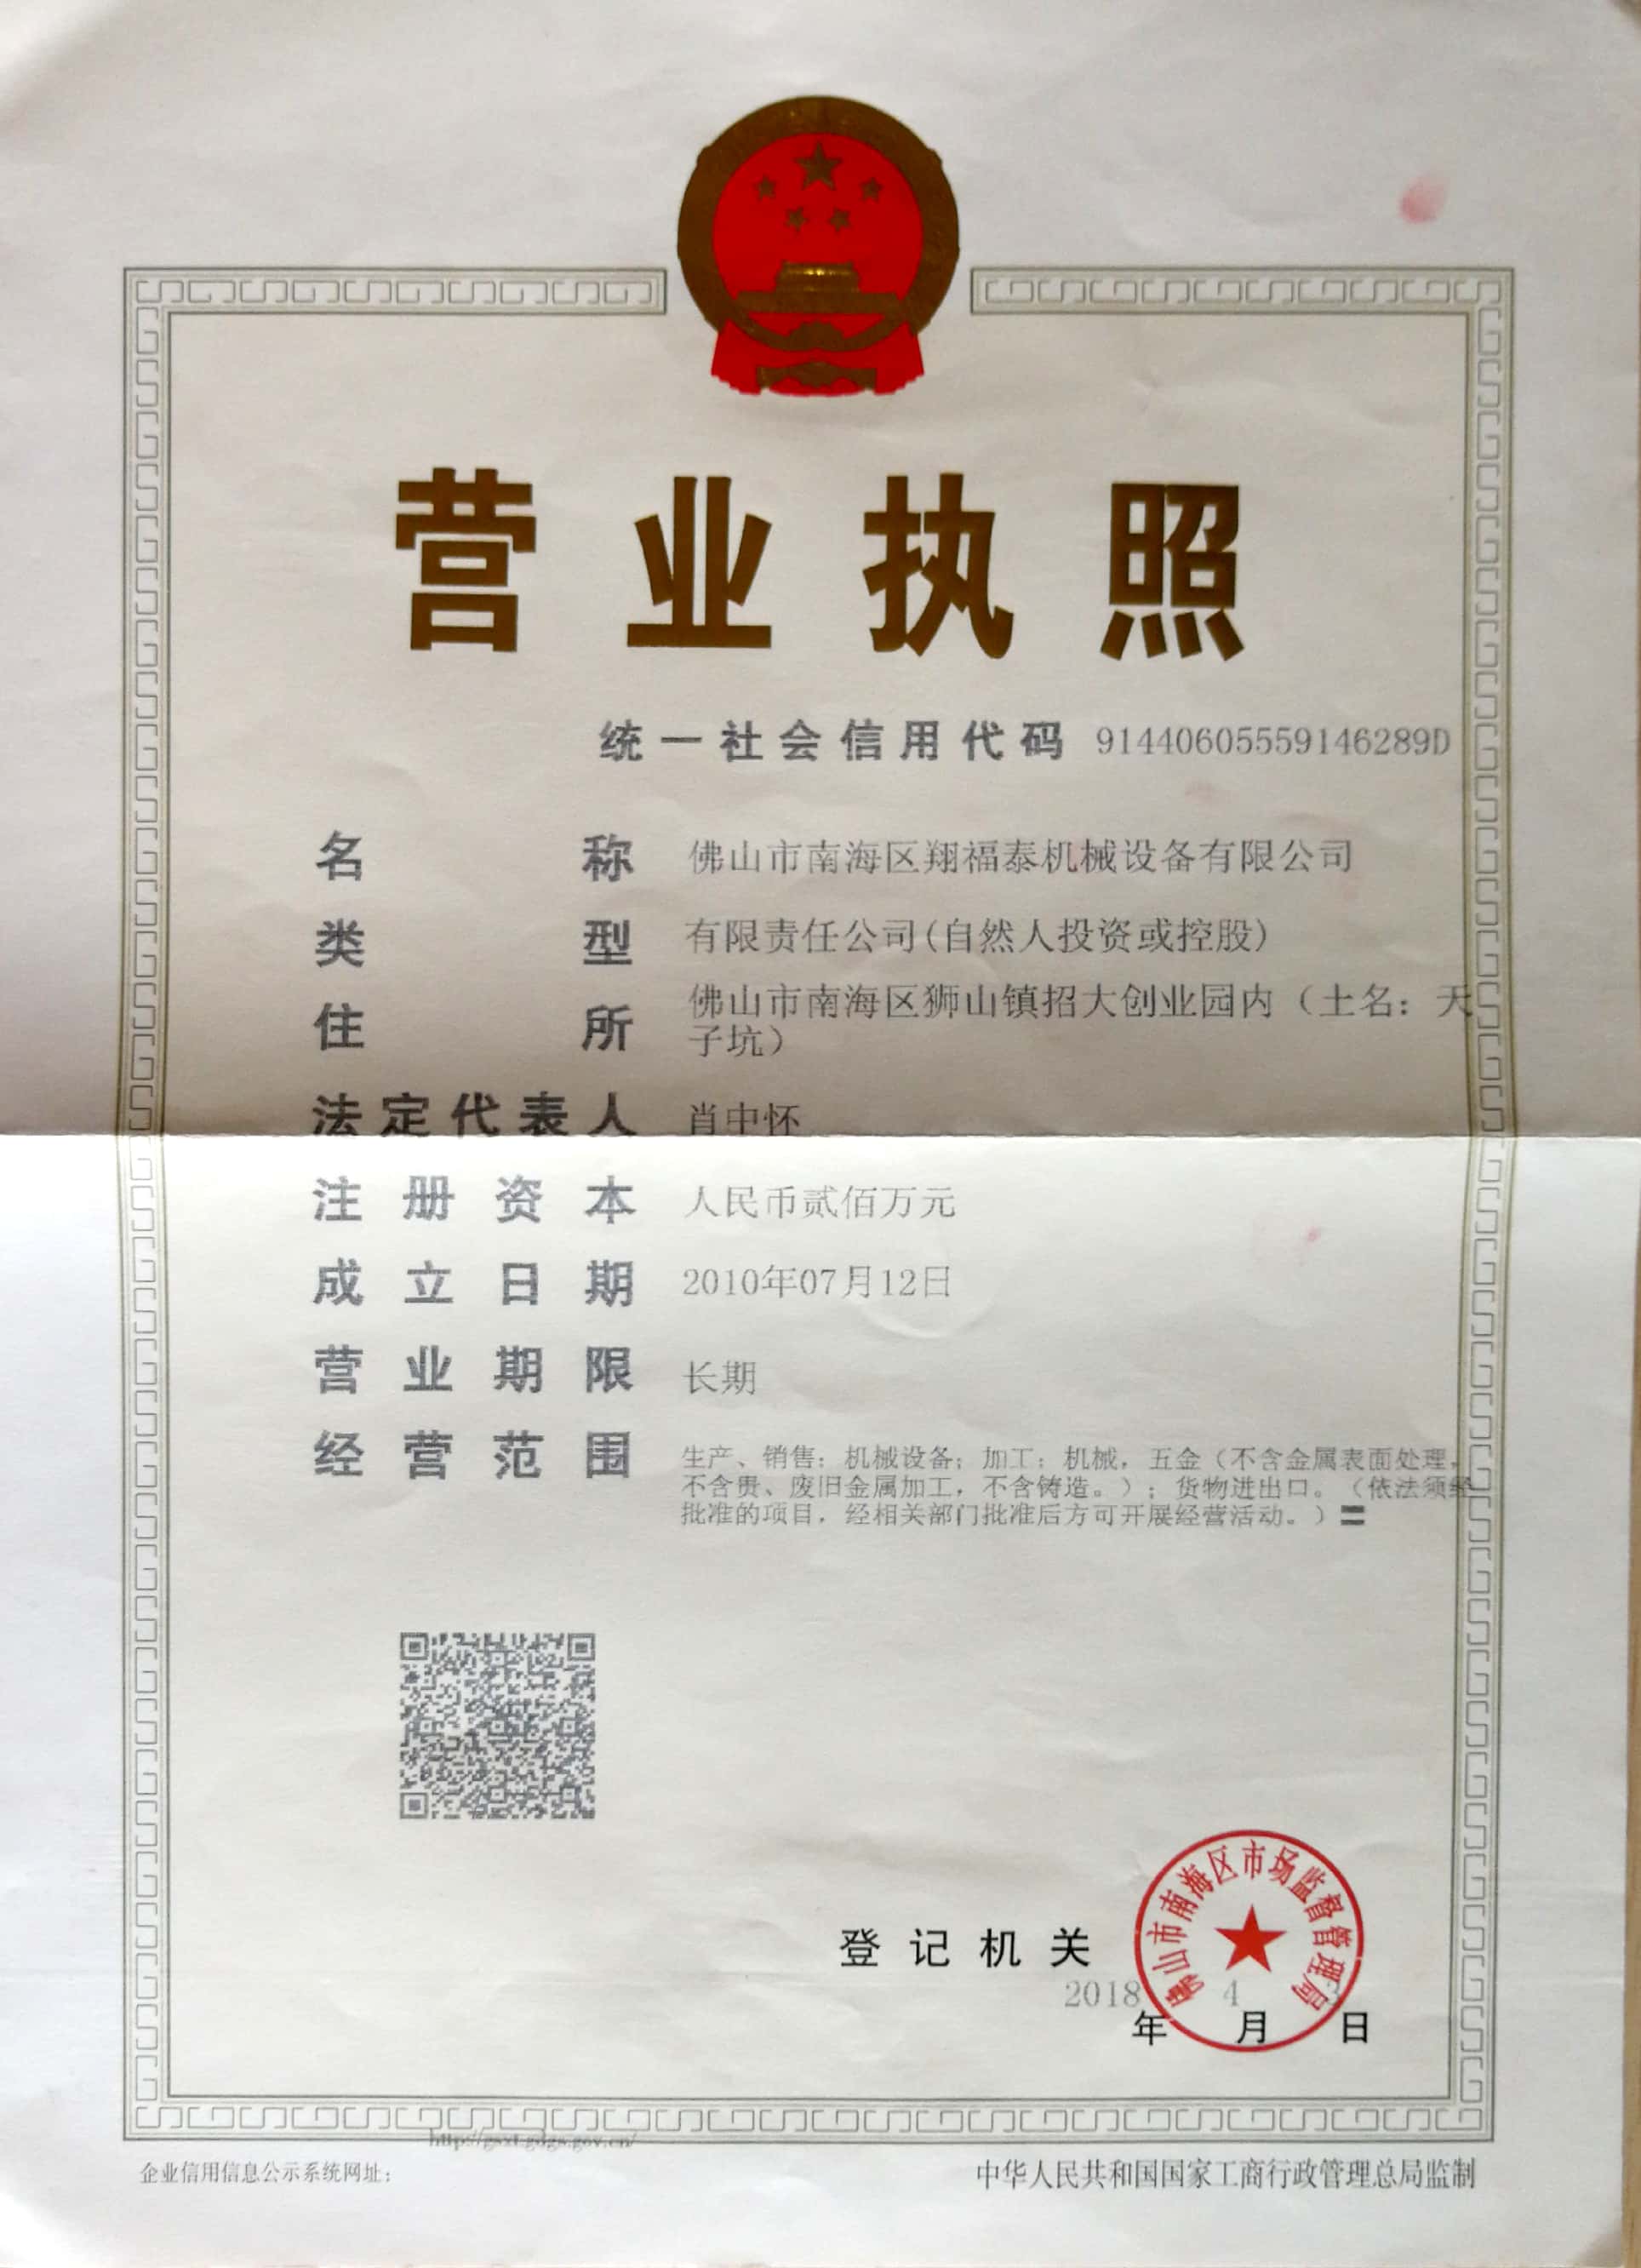 营业执照
统一社会信用代码 91440605559146289D
名称 佛山市南海区翔福泰机械设备有限公司
类型 有限责任公司(自然人投资或控股)
住所 佛山市南海区狮山镇招大创业园内（土名：天
子坑）
法定代表人 肖中怀
注册资本 人民币贰佰万元
成立日期 2010年07月12日
营业期限 长期
经营范围 生产、销售：机械设备；加工：机械，五金（不含金属表面处理，
不含贵、废旧金属加工，不含铸造。）；货物进出口。（依法须经
批准的项目，经相关部门批准后方可开展经营活动。）〓
佛山市南海区市场监督管理局
登记机关
2018 4
年 月 日
http://gsxt.gdgs.gov.cn/
企业信用信息公示系统网址：
中华人民共和国国家工商行政管理总局监制